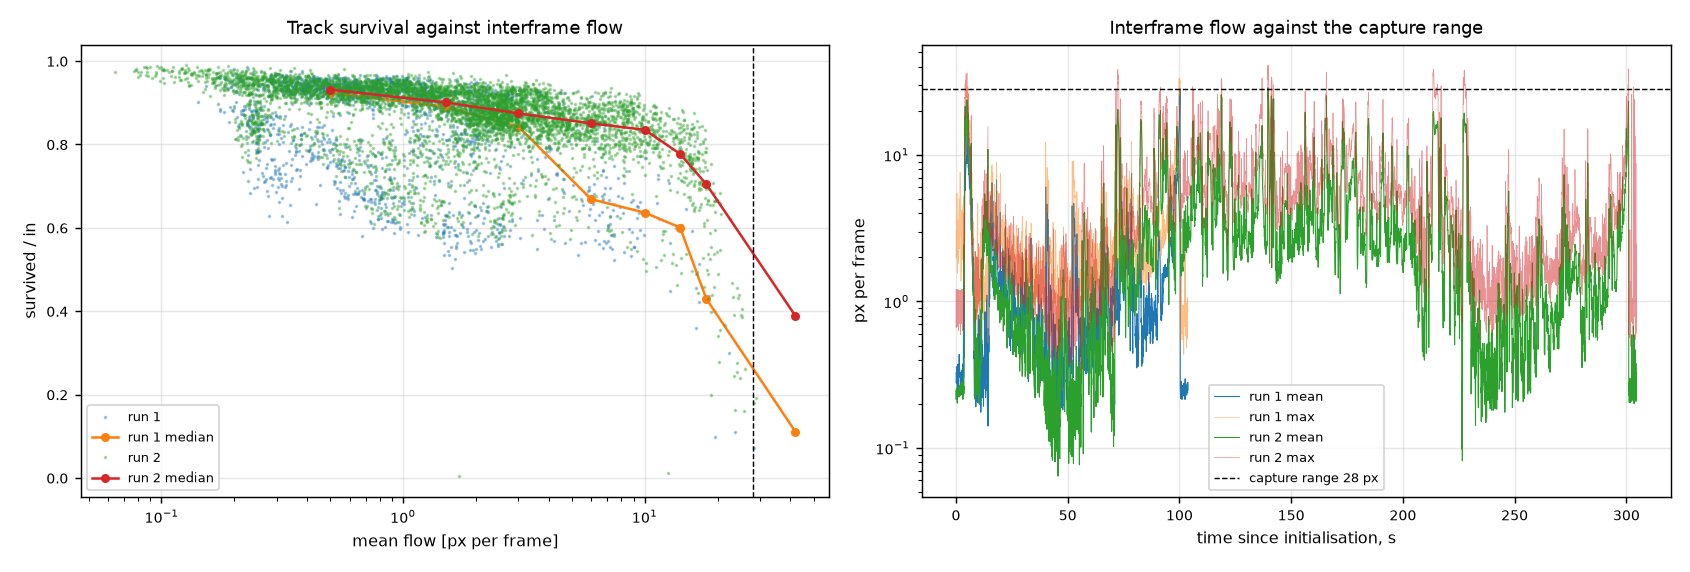 Track survival against interframe flow
survived / in
1.0
0.8
0.6
0.4
0.2
0.0
run 1
run 1 median
run 2
run 2 median
10⁻¹
10⁰
10¹
mean flow [px per frame]
Interframe flow against the capture range
px per frame
10¹
10⁰
10⁻¹
run 1 mean
run 1 max
run 2 mean
run 2 max
capture range 28 px
0
50
100
150
200
250
300
time since initialisation, s